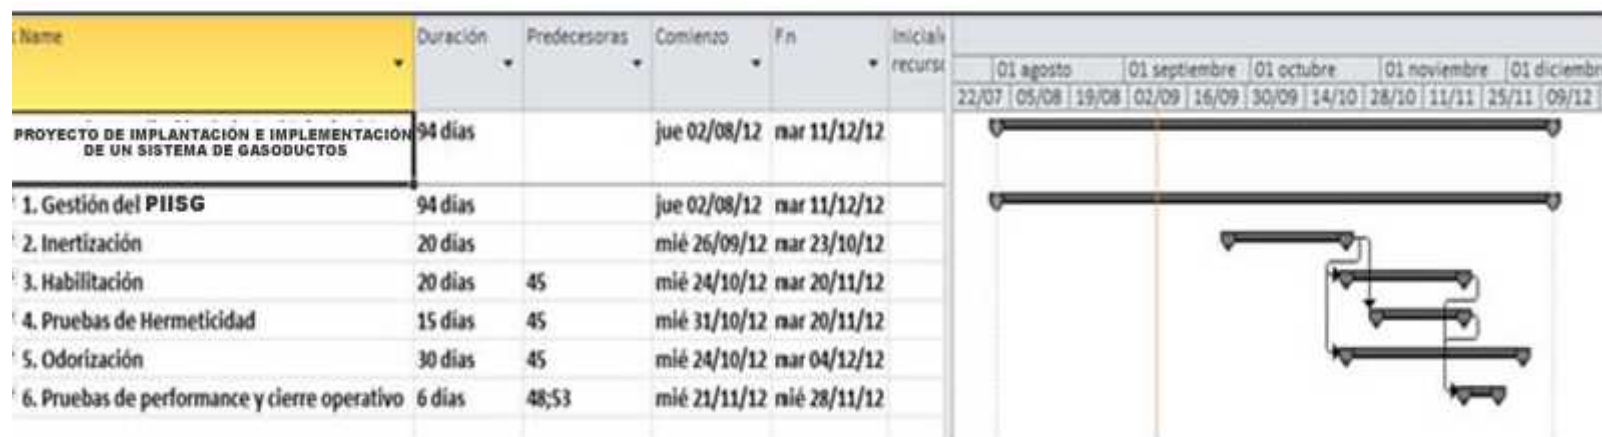 Name Duración Predecesoras Comienzo Fn Iniciale
recurso
01 agosto 01 septiembre 01 octubre 01 noviembre 01 diciembre
22/07 05/08 19/08 02/09 16/09 30/09 14/10 28/10 11/11 25/11 09/12
PROYECTO DE IMPLANTACIÓN E IMPLEMENTACIÓN 94 días jue 02/08/12 mar 11/12/12
DE UN SISTEMA DE GASODUCTOS
1. Gestión del PIISG 94 días jue 02/08/12 mar 11/12/12
2. Inertización 20 días mié 26/09/12 mar 23/10/12
3. Habilitación 20 días 45 mié 24/10/12 mar 20/11/12
4. Pruebas de Hermeticidad 15 días 45 mié 31/10/12 mar 20/11/12
5. Odorización 30 días 45 mié 24/10/12 mar 04/12/12
6. Pruebas de performance y cierre operativo 6 días 48;53 mié 21/11/12 mié 28/11/12